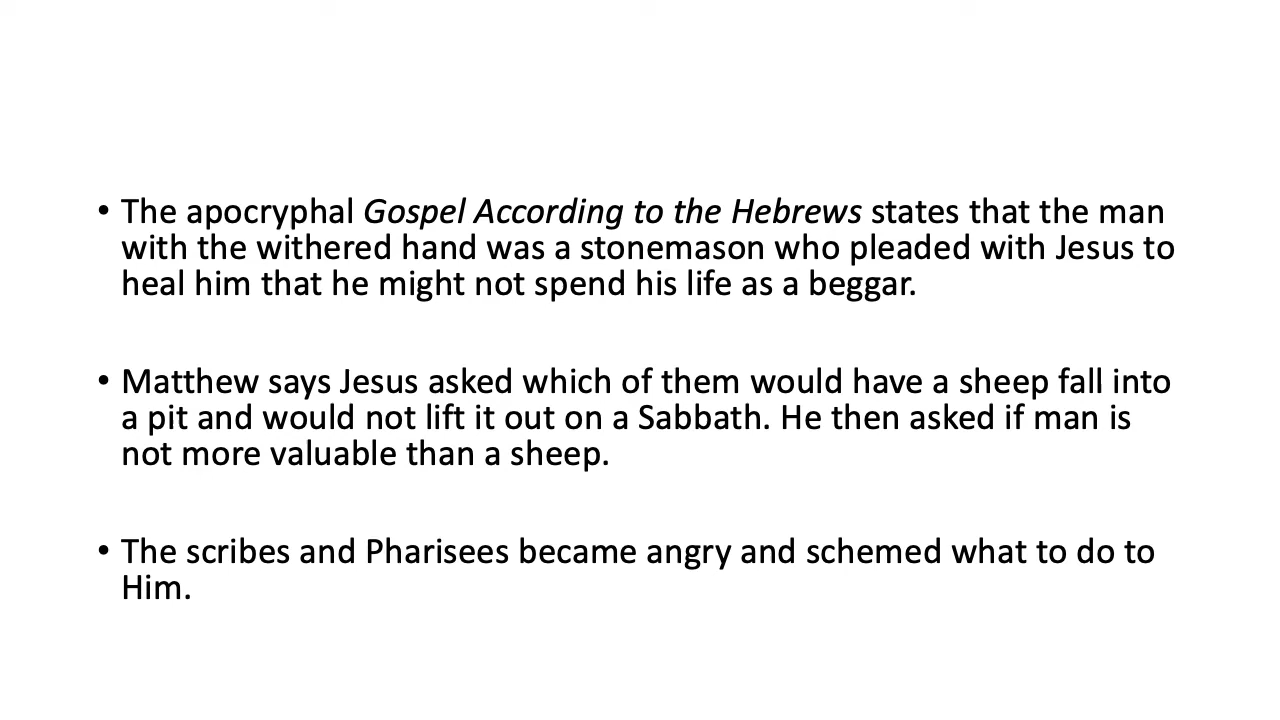 • The apocryphal Gospel According to the Hebrews states that the man
with the withered hand was a stonemason who pleaded with Jesus to
heal him that he might not spend his life as a beggar.
• Matthew says Jesus asked which of them would have a sheep fall into
a pit and would not lift it out on a Sabbath. He then asked if man is
not more valuable than a sheep.
• The scribes and Pharisees became angry and schemed what to do to
Him.